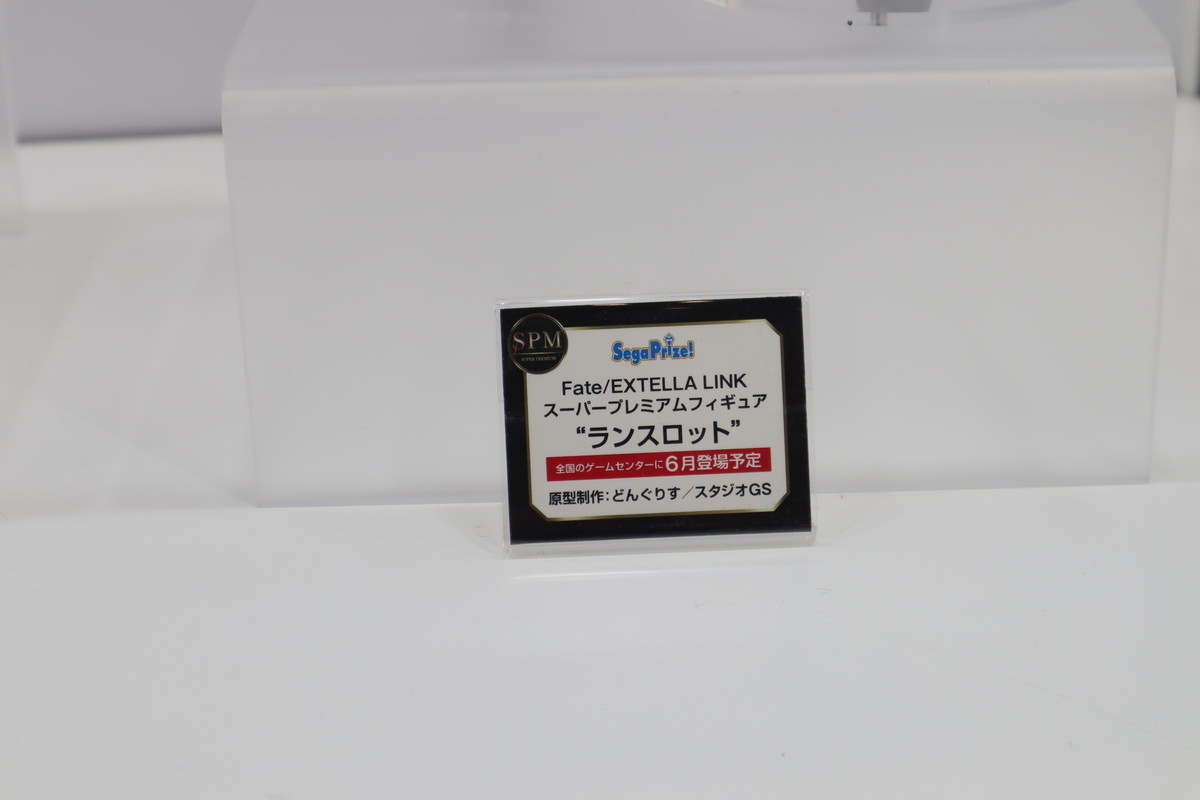 SPM
SUPER PREMIUM
SegaPrize!
Fate/EXTELLA LINK
スーパープレミアムフィギュア
“ランスロット”
全国のゲームセンターに6月登場予定
原型制作：どんぐりす／スタジオGS